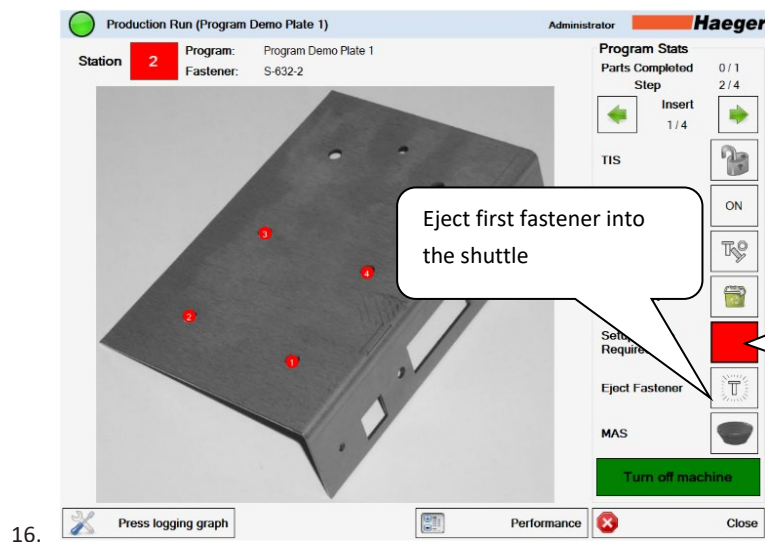 Production Run (Program Demo Plate 1)
Administrator
Haeger
Station
2
Program:
Program Demo Plate 1
Fastener:
S-632-2
Program Stats
Parts Completed
0 / 1
Step
2 / 4
Insert
1 / 4
TIS
ON
Eject first fastener into
the shuttle
3
4
2
1
Required
Eject Fastener
T
MAS
Turn off machine
Press logging graph
Performance
Close
16.